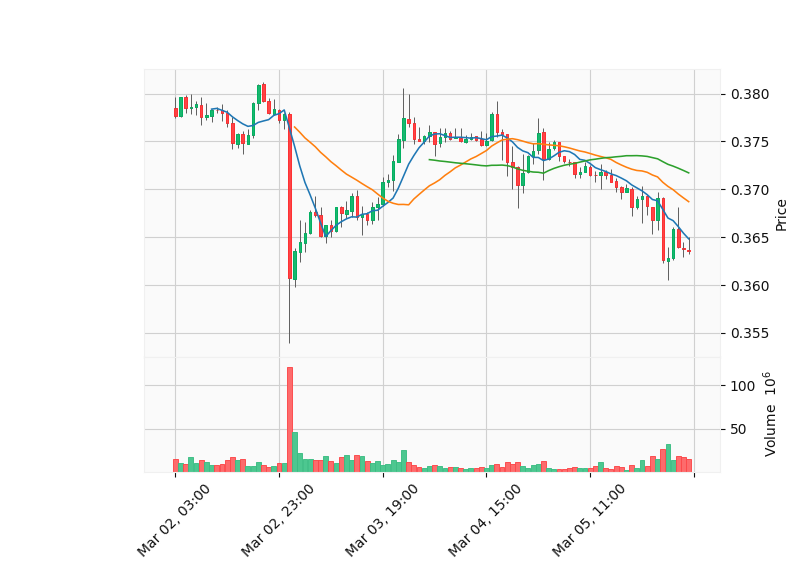 0.380
0.375
0.370
0.365
0.360
0.355
Price
100
50
Volume 10^6
Mar 02, 03:00
Mar 02, 23:00
Mar 03, 19:00
Mar 04, 15:00
Mar 05, 11:00